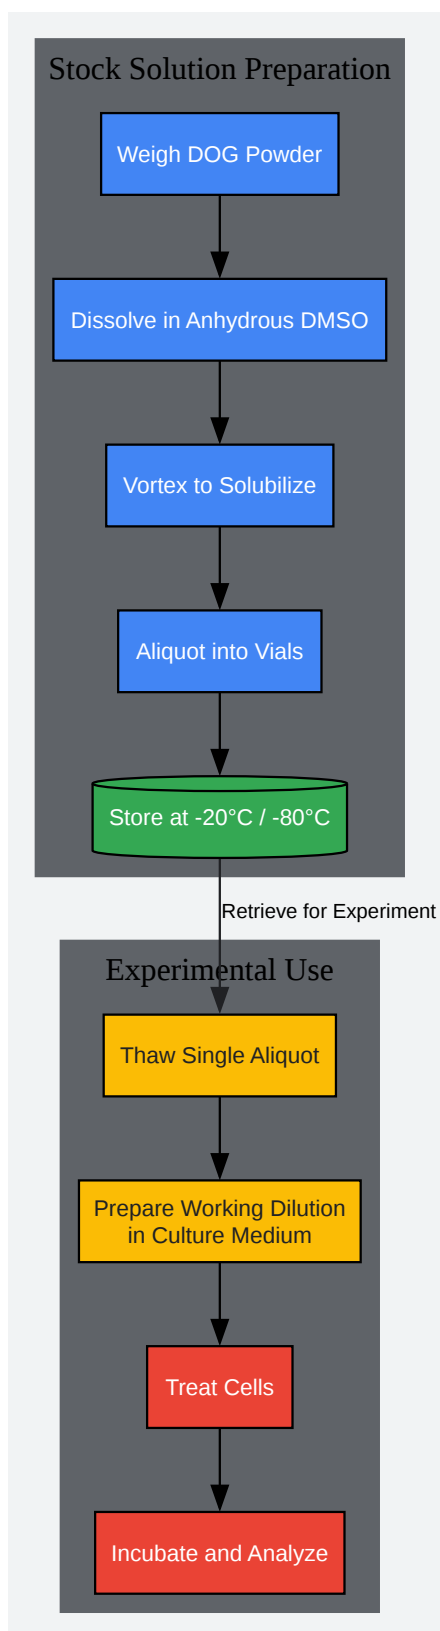 Stock Solution Preparation
Weigh DOG Powder
Dissolve in Anhydrous DMSO
Vortex to Solubilize
Aliquot into Vials
Store at -20°C / -80°C
Retrieve for Experiment
Experimental Use
Thaw Single Aliquot
Prepare Working Dilution
in Culture Medium
Treat Cells
Incubate and Analyze